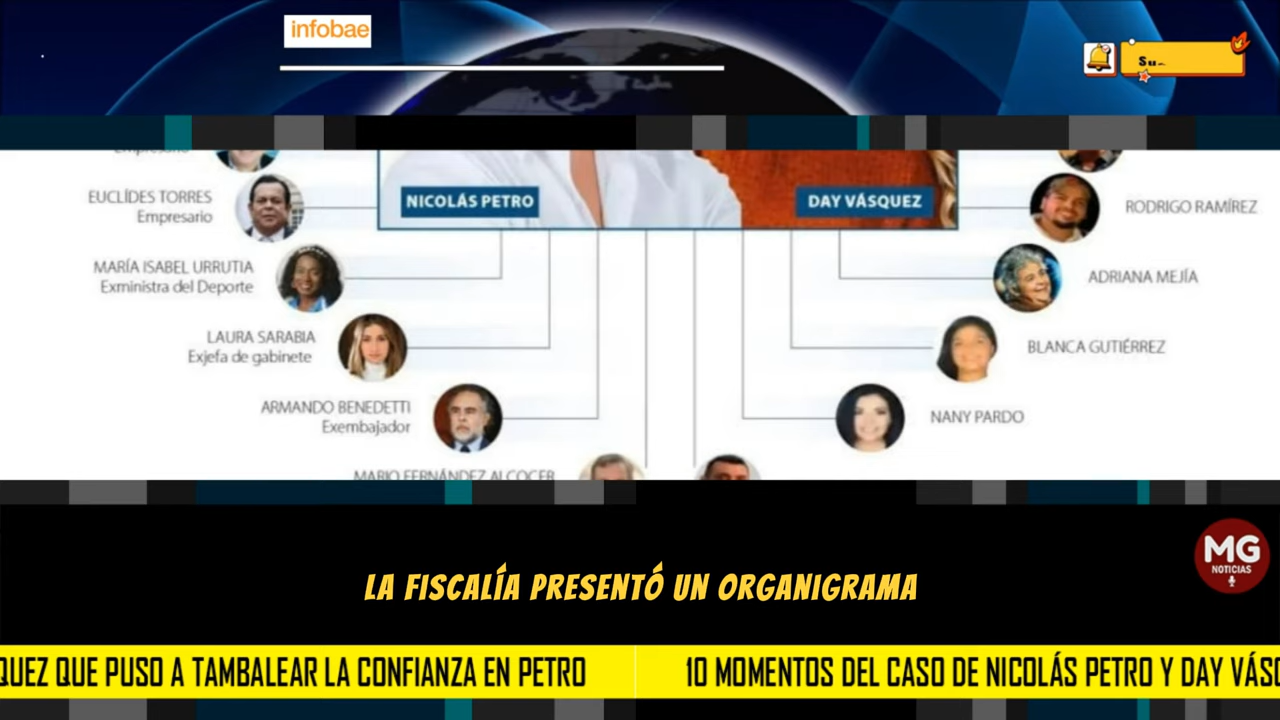 infobae
Su
Empresario
EUCLÍDES TORRES
Empresario
NICOLÁS PETRO
DAY VÁSQUEZ
RODRIGO RAMÍREZ
MARÍA ISABEL URRUTIA
Exministra del Deporte
ADRIANA MEJÍA
LAURA SARABIA
Exjefa de gabinete
BLANCA GUTIÉRREZ
ARMANDO BENEDETTI
Exembajador
NANY PARDO
MARIO FERNÁNDEZ ALCOCER
MG
NOTICIAS
LA FISCALÍA PRESENTÓ UN ORGANIGRAMA
QUEZ QUE PUSO A TAMBALEAR LA CONFIANZA EN PETRO 10 MOMENTOS DEL CASO DE NICOLÁS PETRO Y DAY VÁSQ